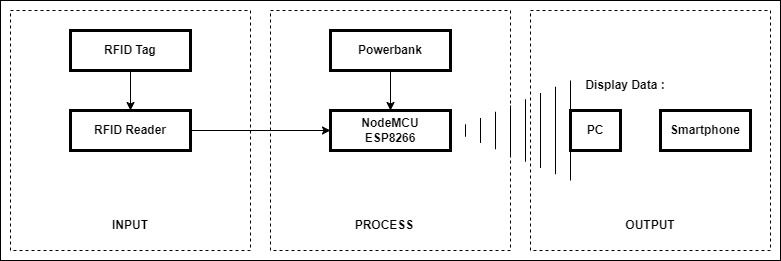 RFID Tag
RFID Reader
INPUT
Powerbank
NodeMCU
ESP8266
PROCESS
Display Data :
PC
Smartphone
OUTPUT